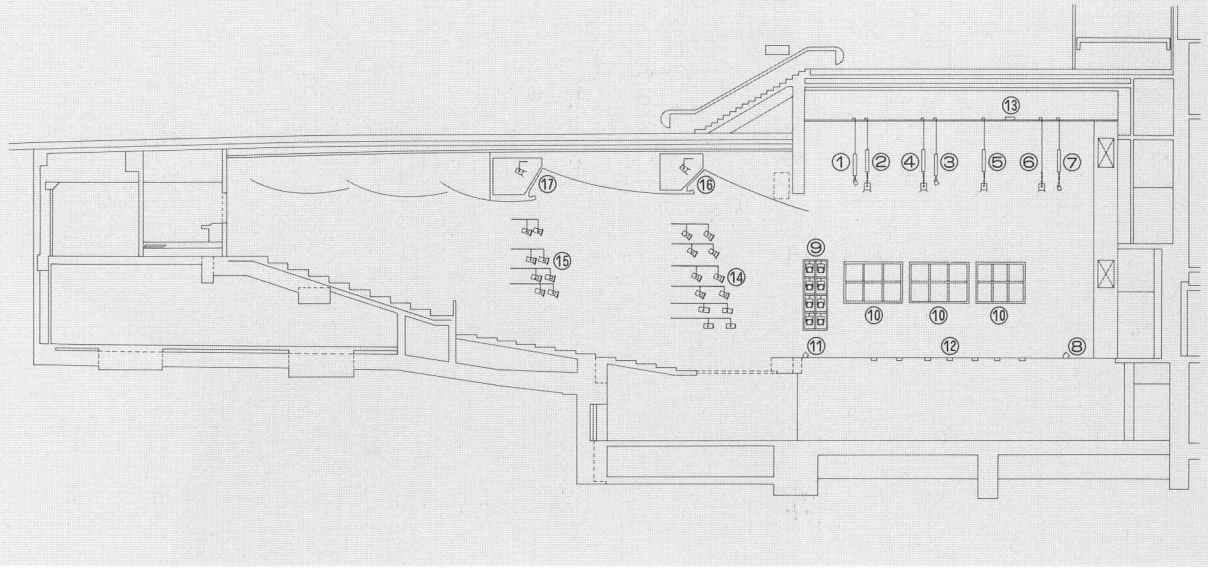 ⑬
① ② ④ ③ ⑤ ⑥ ⑦
⑰ ⑯
⑨
⑮ ⑭
⑩ ⑩ ⑩
⑪ ⑫ ⑧